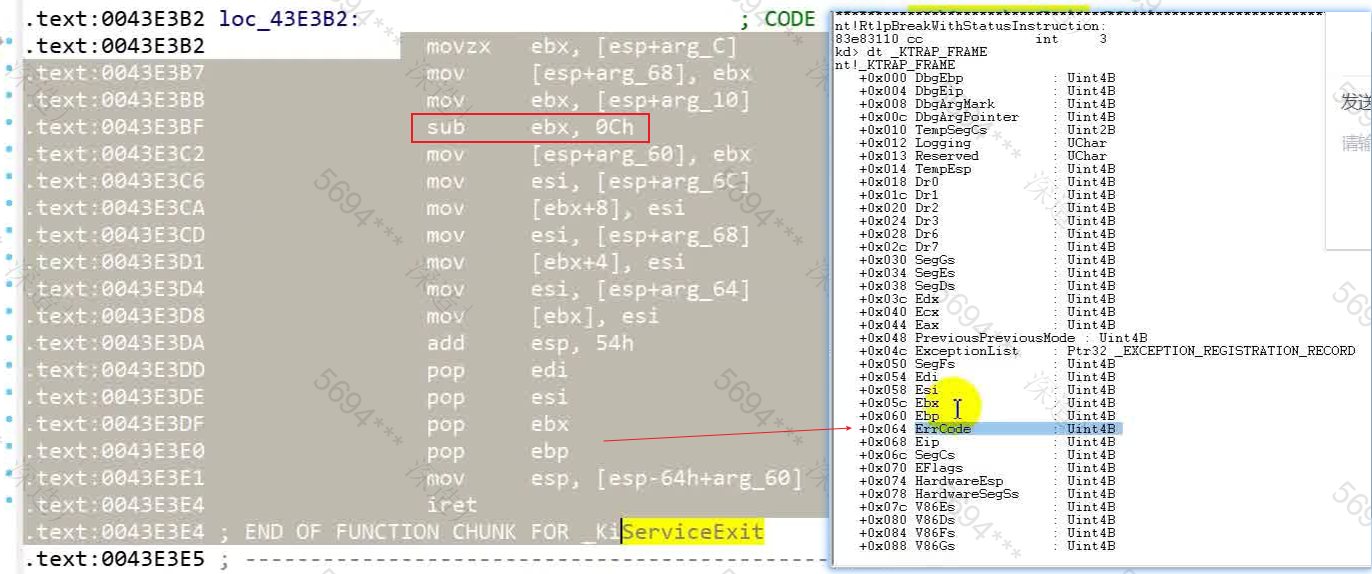 .text:0043E3B2 loc_43E3B2: ; CODE
.text:0043E3B2 movzx ebx, [esp+arg_C]
.text:0043E3B7 mov [esp+arg_68], ebx
.text:0043E3BB mov ebx, [esp+arg_10]
.text:0043E3BF sub ebx, 0Ch
.text:0043E3C2 mov [esp+arg_60], ebx
.text:0043E3C6 mov esi, [esp+arg_6C]
.text:0043E3CA mov [ebx+8], esi
.text:0043E3CD mov esi, [esp+arg_68]
.text:0043E3D1 mov [ebx+4], esi
.text:0043E3D4 mov esi, [esp+arg_64]
.text:0043E3D8 mov [ebx], esi
.text:0043E3DA add esp, 54h
.text:0043E3DD pop edi
.text:0043E3DE pop esi
.text:0043E3DF pop ebx
.text:0043E3E0 pop ebp
.text:0043E3E1 mov esp, [esp-64h+arg_60]
.text:0043E3E4 iret
.text:0043E3E4 ; END OF FUNCTION CHUNK FOR _KiServiceExit
.text:0043E3E5 ; ---------------------------------------------
nt!RtlpBreakWithStatusInstruction:
83e83110 cc int 3
kd> dt _KTRAP_FRAME
nt!_KTRAP_FRAME
+0x000 DbgEbp : Uint4B
+0x004 DbgEip : Uint4B
+0x008 DbgArgMark : Uint4B
+0x00c DbgArgPointer : Uint4B
+0x010 TempSegCs : Uint2B
+0x012 Logging : UChar
+0x013 Reserved : UChar
+0x014 TempEsp : Uint4B
+0x018 Dr0 : Uint4B
+0x01c Dr1 : Uint4B
+0x020 Dr2 : Uint4B
+0x024 Dr3 : Uint4B
+0x028 Dr6 : Uint4B
+0x02c Dr7 : Uint4B
+0x030 SegGs : Uint4B
+0x034 SegEs : Uint4B
+0x038 SegDs : Uint4B
+0x03c Edx : Uint4B
+0x040 Ecx : Uint4B
+0x044 Eax : Uint4B
+0x048 PreviousPreviousMode : Uint4B
+0x04c ExceptionList : Ptr32 _EXCEPTION_REGISTRATION_RECORD
+0x050 SegFs : Uint4B
+0x054 Edi : Uint4B
+0x058 Esi : Uint4B
+0x05c Ebx : Uint4B
+0x060 Ebp : Uint4B
+0x064 ErrCode : Uint4B
+0x068 Eip : Uint4B
+0x06c SegCs : Uint4B
+0x070 EFlags : Uint4B
+0x074 HardwareEsp : Uint4B
+0x078 HardwareSegSs : Uint4B
+0x07c V86Es : Uint4B
+0x080 V86Ds : Uint4B
+0x084 V86Fs : Uint4B
+0x088 V86Gs : Uint4B
发送
请输
5694***
5694***
5694***
5694***
5694***
5694***